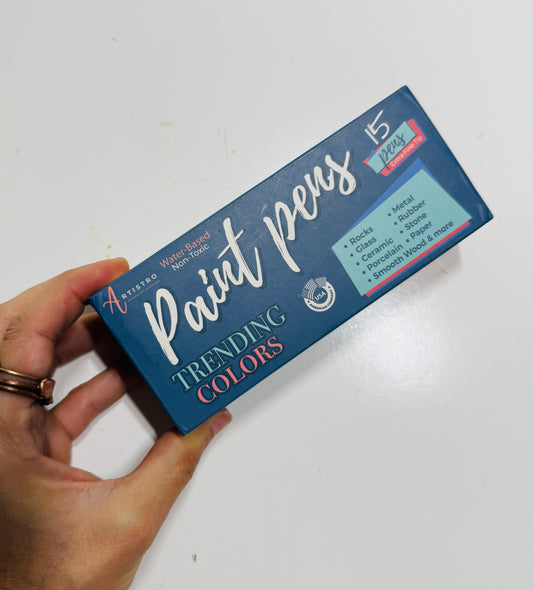 ARTISTRO
Water-Based
Non-Toxic
Paint pens
TRENDING
COLORS
USA
15
pens
Extra Fine Tip
• Rocks
• Glass
• Ceramic
• Porcelain
• Smooth Wood & more
• Metal
• Rubber
• Stone
• Paper